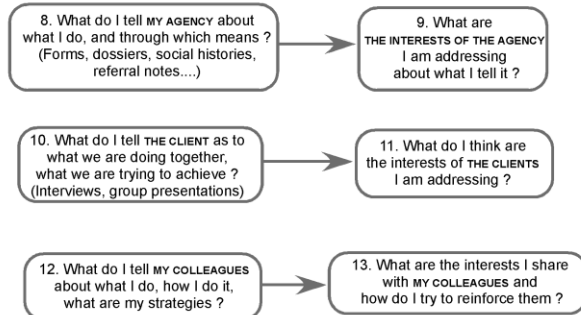 8. What do I tell MY AGENCY about
what I do, and through which means ?
(Forms, dossiers, social histories,
referral notes....)
9. What are
THE INTERESTS OF THE AGENCY
I am addressing
about what I tell it ?
10. What do I tell THE CLIENT as to
what we are doing together,
what we are trying to achieve ?
(Interviews, group presentations)
11. What do I think are
the interests of THE CLIENTS
I am addressing ?
12. What do I tell MY COLLEAGUES
about what I do, how I do it,
what are my strategies ?
13. What are the interests I share
with MY COLLEAGUES and
how do I try to reinforce them ?